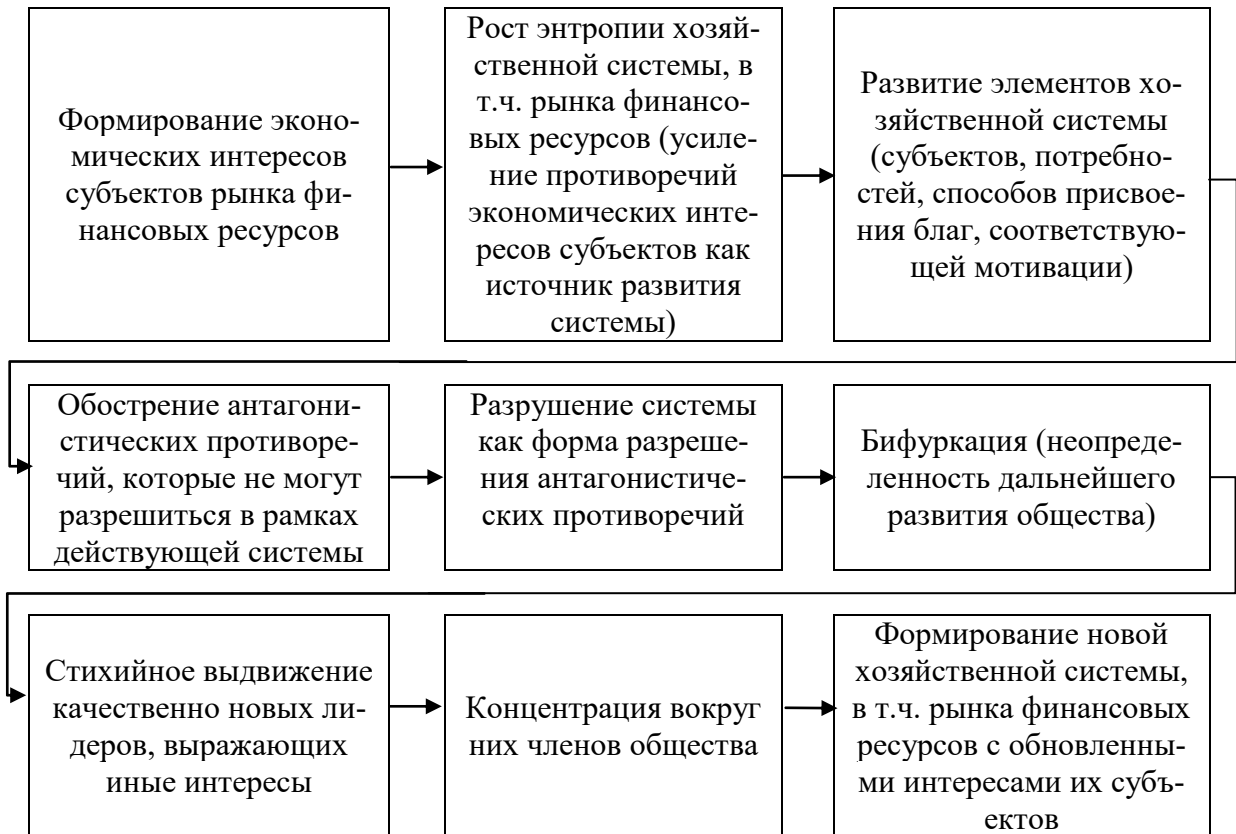 Формирование эконо-
мических интересов
субъектов рынка фи-
нансовых ресурсов
Рост энтропии хозяй-
ственной системы, в
т.ч. рынка финансо-
вых ресурсов (усиле-
ние противоречий
экономических инте-
ресов субъектов как
источник развития
системы)
Развитие элементов хо-
зяйственной системы
(субъектов, потребно-
стей, способов присвое-
ния благ, соответствую-
щей мотивации)
Обострение антагони-
стических противоре-
чий, которые не могут
разрешиться в рамках
действующей системы
Разрушение системы
как форма разреше-
ния антагонистиче-
ских противоречий
Бифуркация (неопреде-
ленность дальнейшего
развития общества)
Стихийное выдвижение
качественно новых ли-
деров, выражающих
иные интересы
Концентрация вокруг
них членов общества
Формирование новой
хозяйственной системы,
в т.ч. рынка финансовых
ресурсов с обновленны-
ми интересами их субъ-
ектов